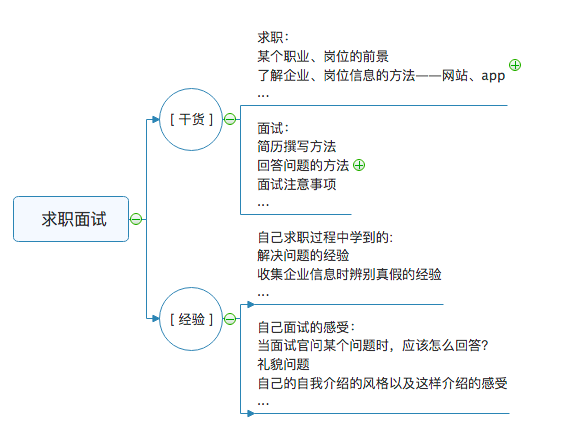 求职面试
[ 干货 ]
求职：
某个职业、岗位的前景
了解企业、岗位信息的方法——网站、app
...
面试：
简历撰写方法
回答问题的方法
面试注意事项
...
[ 经验 ]
自己求职过程中学到的:
解决问题的经验
收集企业信息时辨别真假的经验
...
自己面试的感受：
当面试官问某个问题时，应该怎么回答？
礼貌问题
自己的自我介绍的风格以及这样介绍的感受
...